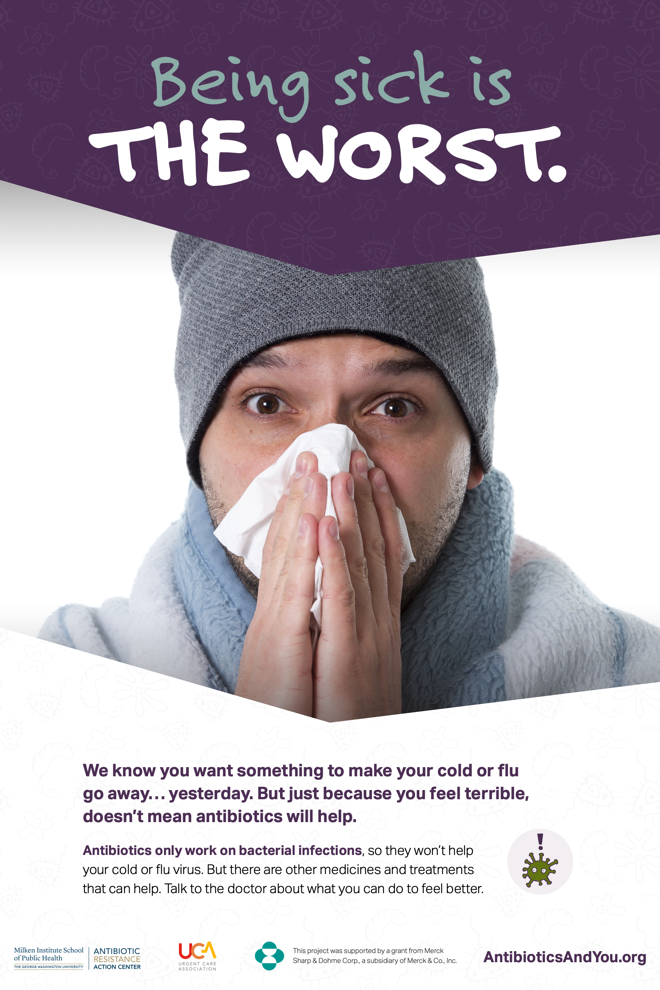 Being sick is
THE WORST.
We know you want something to make your cold or flu
go away... yesterday. But just because you feel terrible,
doesn’t mean antibiotics will help.
Antibiotics only work on bacterial infections, so they won’t help
your cold or flu virus. But there are other medicines and treatments
that can help. Talk to the doctor about what you can do to feel better.
!
Milken Institute School
of Public Health
THE GEORGE WASHINGTON UNIVERSITY
ANTIBIOTIC
RESISTANCE
ACTION CENTER
UCA
URGENT CARE
ASSOCIATION
This project was supported by a grant from Merck
Sharp & Dohme Corp., a subsidiary of Merck & Co., Inc.
AntibioticsAndYou.org